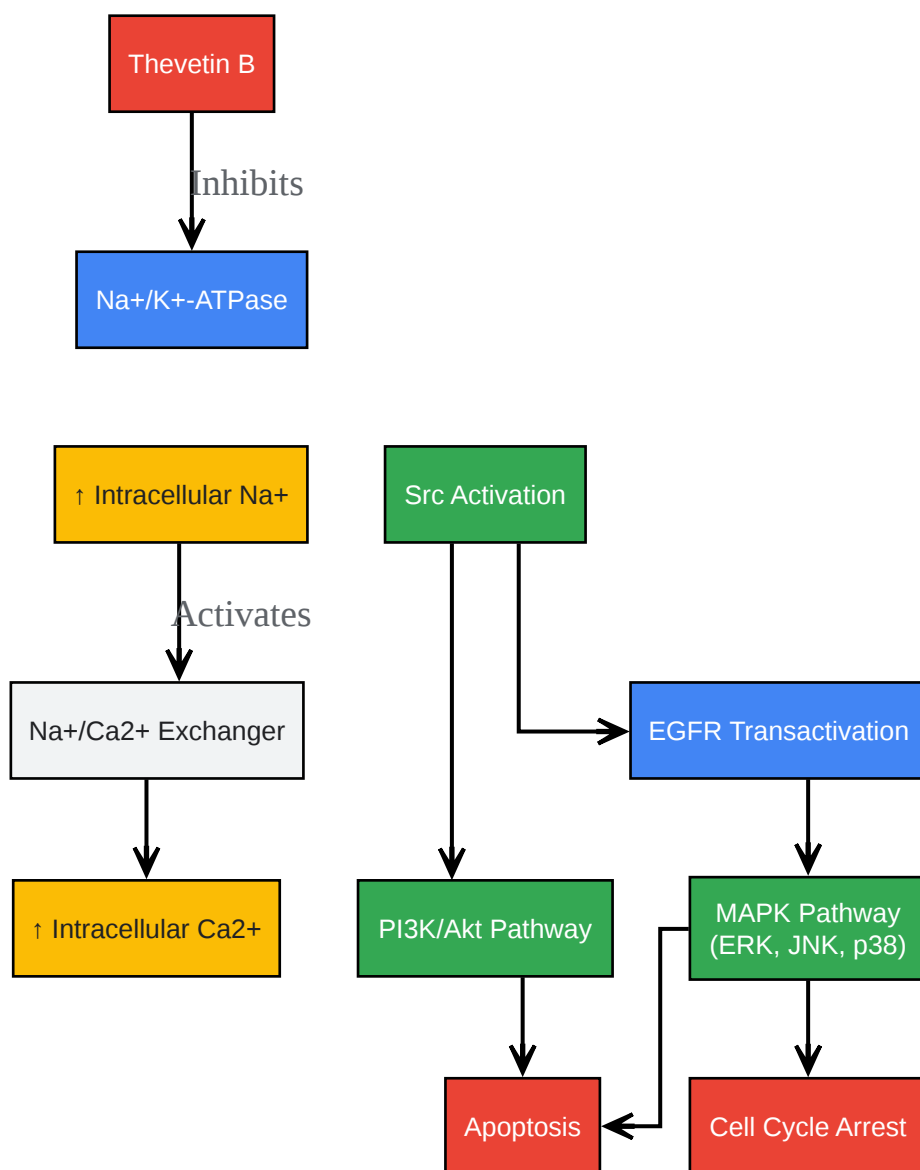 Thevetin B
Inhibits
Na+/K+-ATPase
↑ Intracellular Na+
Src Activation
Activates
Na+/Ca2+ Exchanger
EGFR Transactivation
↑ Intracellular Ca2+
PI3K/Akt Pathway
MAPK Pathway
(ERK, JNK, p38)
Apoptosis
Cell Cycle Arrest